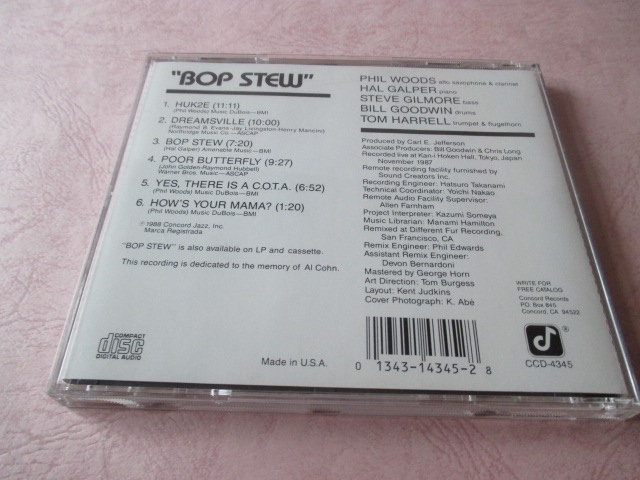 "BOP STEW"
1. HUK2E (11:11)
(Phil Woods) Music DuBois—BMI
2. DREAMSVILLE (10:00)
(Raymond B. Evans-Jay Livingston-Henry Mancini)
Northridge Music Co.—ASCAP
3. BOP STEW (7:20)
(Hal Galper) Amenable Music—BMI
4. POOR BUTTERFLY (9:27)
(John Golden-Raymond Hubbell)
Warner Bros. Music—ASCAP
5. YES, THERE IS A C.O.T.A. (6:52)
(Phil Woods) Music DuBois—BMI
6. HOW'S YOUR MAMA? (1:20)
(Phil Woods) Music DuBois—BMI
℗1988 Concord Jazz, Inc.
Marca Registrada
"BOP STEW" is also available on LP and cassette.
This recording is dedicated to the memory of Al Cohn.
COMPACT
disc
DIGITAL AUDIO
Made in U.S.A.
PHIL WOODS alto saxophone & clarinet
HAL GALPER piano
STEVE GILMORE bass
BILL GOODWIN drums
TOM HARRELL trumpet & flugelhorn
Produced by Carl E. Jefferson
Associate Producers: Bill Goodwin & Chris Long
Recorded live at Kan-i Hoken Hall, Tokyo, Japan
November 1987
Remote recording facility furnished by
Sound Creators Inc.
Recording Engineer: Hatsuro Takanami
Technical Coordinator: Yoichi Nakao
Remote Audio Facility Supervisor:
Allen Farnham
Project Interpreter: Kazumi Someya
Music Librarian: Manami Hamilton
Remixed at Different Fur Recording,
San Francisco, CA
Remix Engineer: Phil Edwards
Assistant Remix Engineer:
Devon Bernardoni
Mastered by George Horn
Art Direction: Tom Burgess
Layout: Kent Judkins
Cover Photograph: K. Abè
WRITE FOR
FREE CATALOG
Concord Records
P.O. Box 845
Concord, CA 94522
0 1343-14345-2 8
CCD-4345